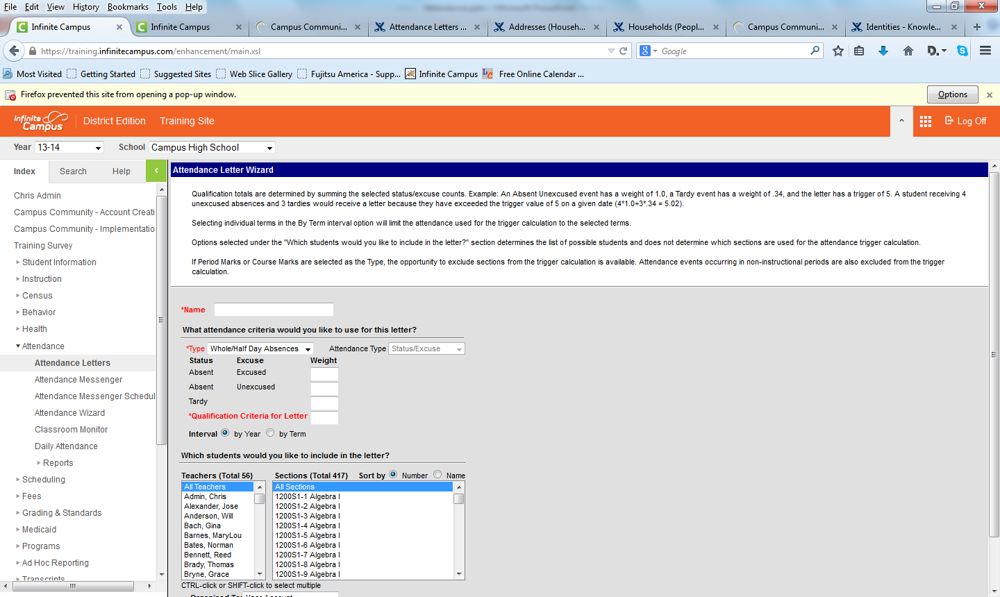 File Edit View History Bookmarks Tools Help
Infinite Campus
Infinite Campus
Campus Communi...
Attendance Letters ...
Addresses (Househ...
Households (Peopl...
Campus Communi...
Identities - Knowle...
https://training.infinitecampus.com/enhancement/main.xsl
Google
Most Visited Getting Started Suggested Sites Web Slice Gallery Fujitsu America - Supp... Infinite Campus Free Online Calendar ...
Firefox prevented this site from opening a pop-up window.
Options
Infinite Campus District Edition Training Site Log Off
Year 13-14 School Campus High School
Index Search Help
Chris Admin
Campus Community - Account Creati
Campus Community - Implementatio
Training Survey
Student Information
Instruction
Census
Behavior
Health
Attendance
Attendance Letters
Attendance Messenger
Attendance Messenger Schedul
Attendance Wizard
Classroom Monitor
Daily Attendance
Reports
Scheduling
Fees
Grading & Standards
Medicaid
Programs
Ad Hoc Reporting
Transcripts
Attendance Letter Wizard
Qualification totals are determined by summing the selected status/excuse counts. Example: An Absent Unexcused event has a weight of 1.0, a Tardy event has a weight of .34, and the letter has a trigger of 5. A student receiving 4
unexcused absences and 3 tardies would receive a letter because they have exceeded the trigger value of 5 on a given date (4*1.0+3*.34 = 5.02).
Selecting individual terms in the By Term interval option will limit the attendance used for the trigger calculation to the selected terms.
Options selected under the "Which students would you like to include in the letter?" section determines the list of possible students and does not determine which sections are used for the attendance trigger calculation.
If Period Marks or Course Marks are selected as the Type, the opportunity to exclude sections from the trigger calculation is available. Attendance events occurring in non-instructional periods are also excluded from the trigger
calculation.
*Name
What attendance criteria would you like to use for this letter?
*Type Whole/Half Day Absences Attendance Type Status/Excuse
Status Excuse Weight
Absent Excused
Absent Unexcused
Tardy
*Qualification Criteria for Letter
Interval by Year by Term
Which students would you like to include in the letter?
Teachers (Total 56) Sections (Total 417) Sort by Number Name
All Teachers All Sections
Admin, Chris 1200S1-1 Algebra I
Alexander, Jose 1200S1-2 Algebra I
Anderson, Will 1200S1-3 Algebra I
Bach, Gina 1200S1-4 Algebra I
Barnes, MaryLou 1200S1-5 Algebra I
Bates, Norman 1200S1-6 Algebra I
Bennett, Reed 1200S1-7 Algebra I
Brady, Thomas 1200S1-8 Algebra I
Bryne, Grace 1200S1-9 Algebra I
CTRL-click or SHIFT-click to select multiple
Organized To: User Account